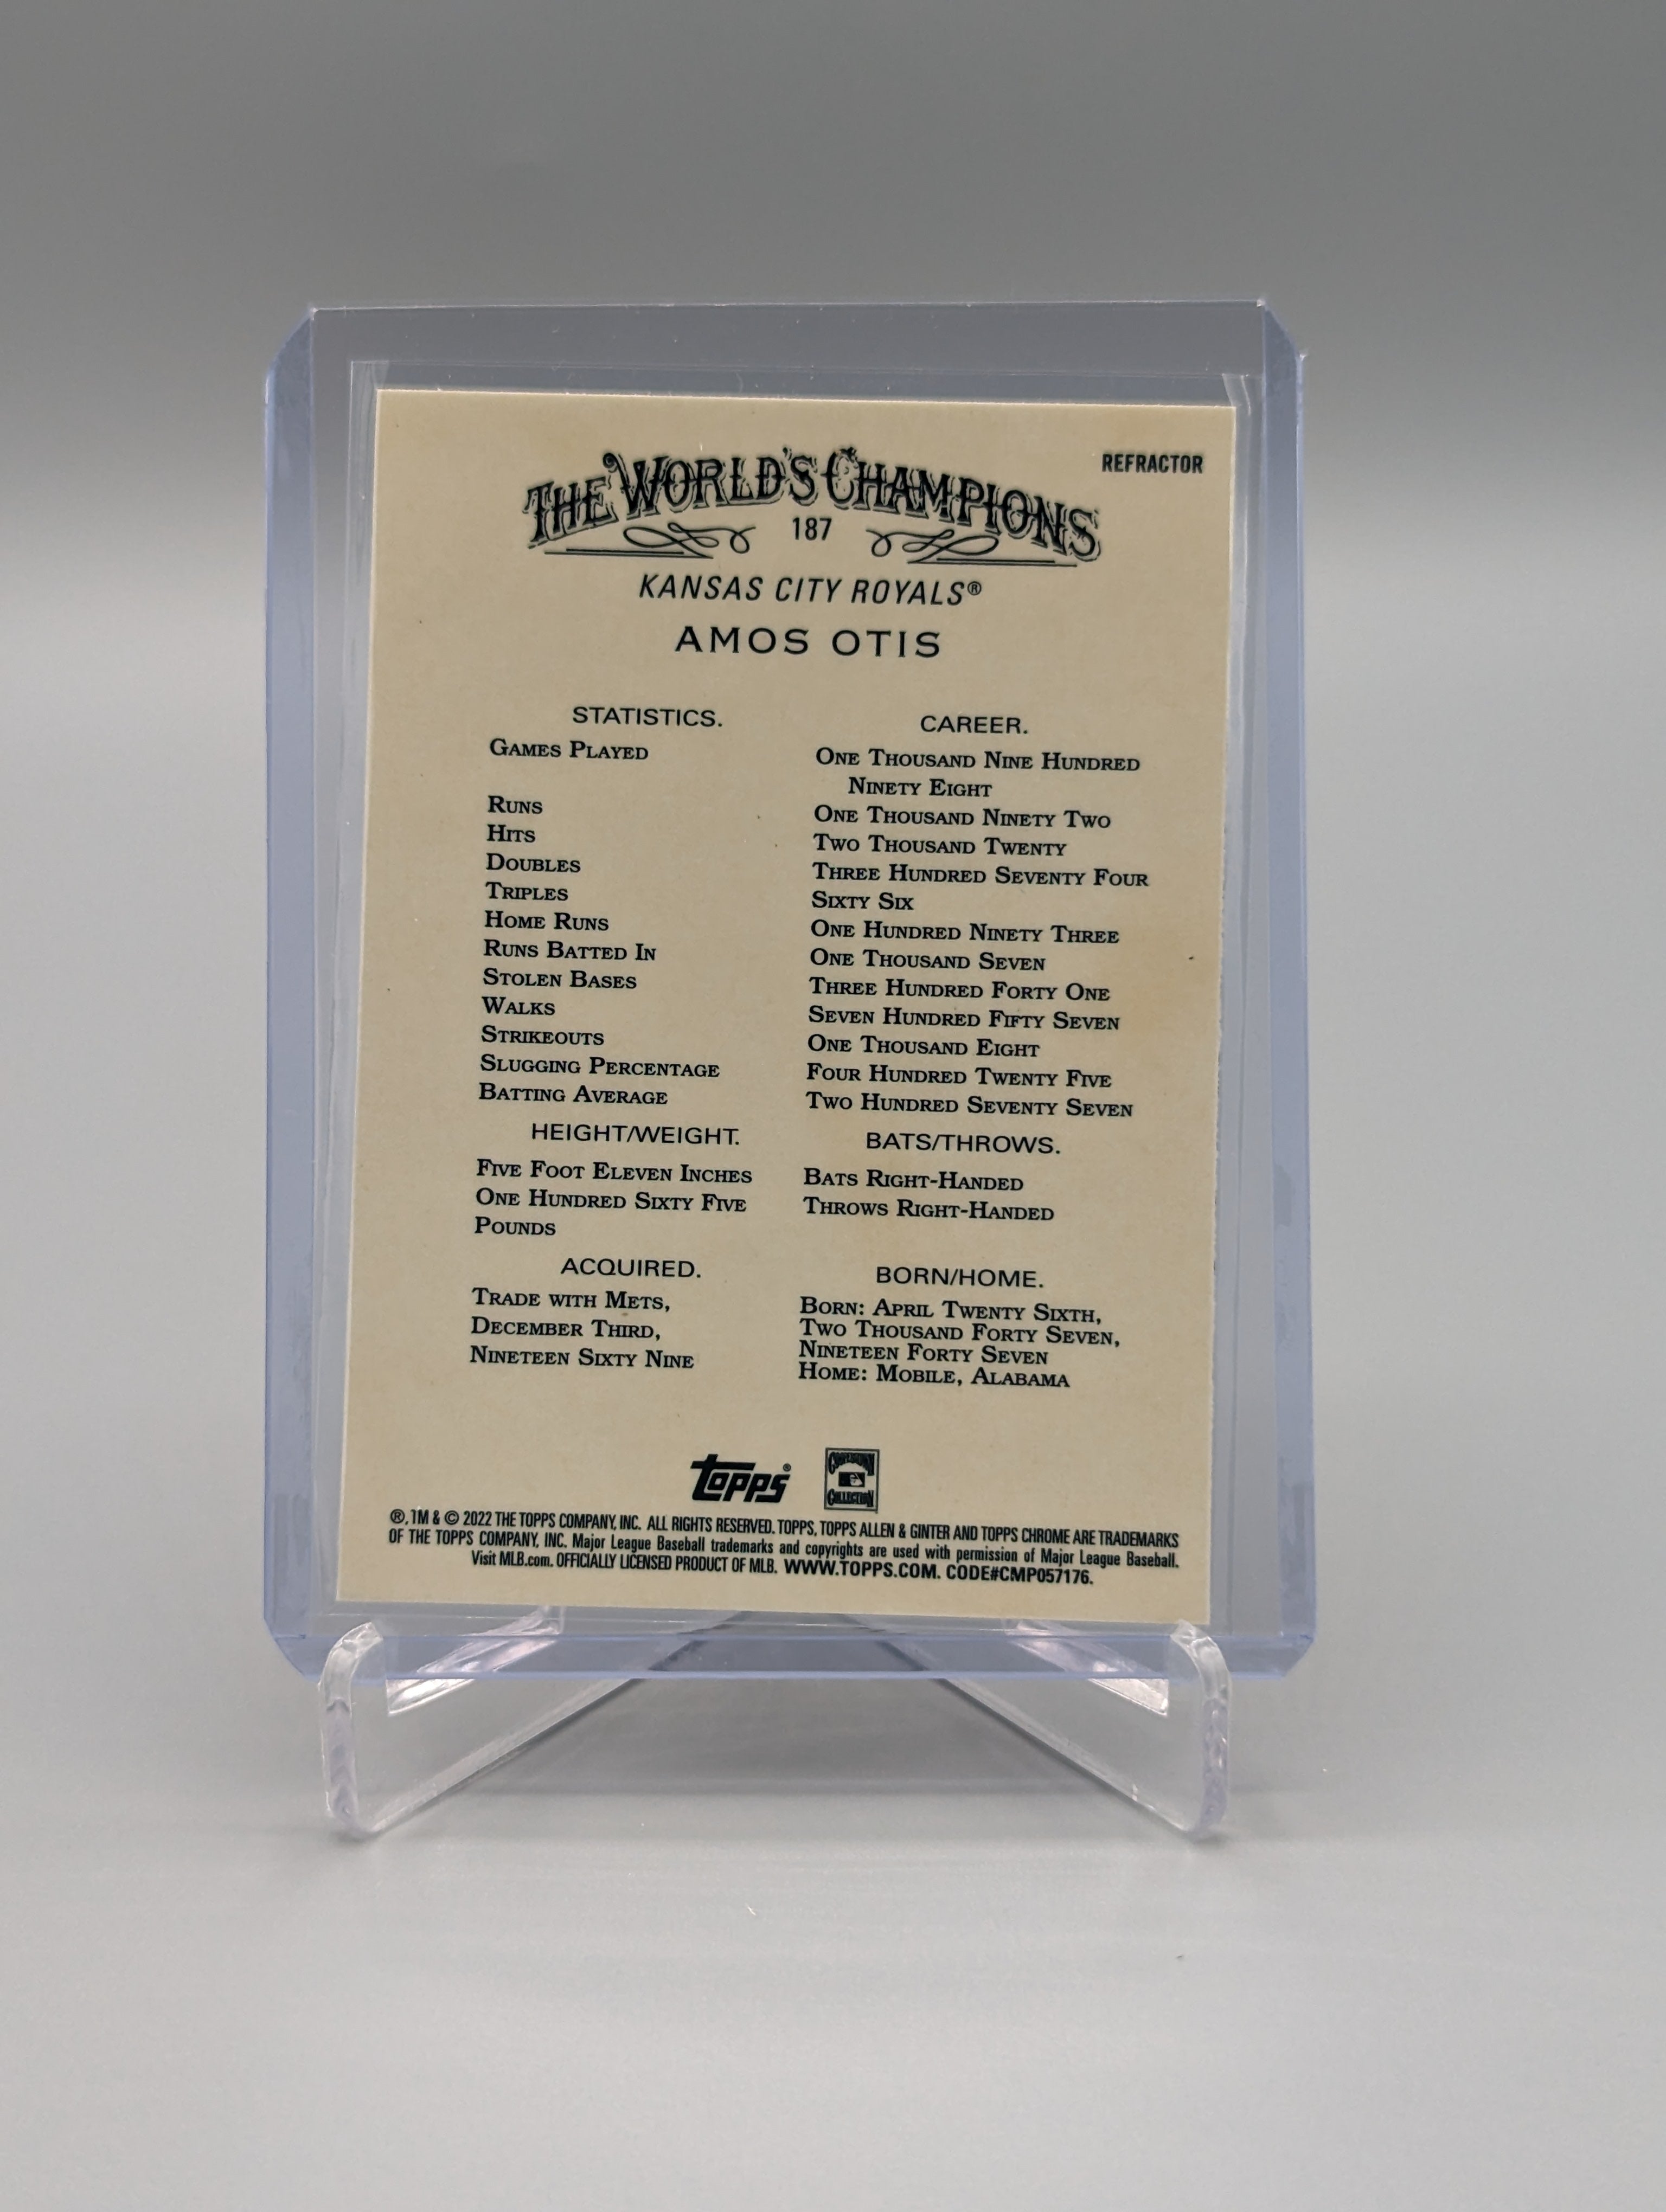 REFRACTOR
THE WORLD'S CHAMPIONS
187
KANSAS CITY ROYALS®
AMOS OTIS
STATISTICS. CAREER.
GAMES PLAYED ONE THOUSAND NINE HUNDRED
NINETY EIGHT
RUNS ONE THOUSAND NINETY TWO
HITS TWO THOUSAND TWENTY
DOUBLES THREE HUNDRED SEVENTY FOUR
TRIPLES SIXTY SIX
HOME RUNS ONE HUNDRED NINETY THREE
RUNS BATTED IN ONE THOUSAND SEVEN
STOLEN BASES THREE HUNDRED FORTY ONE
WALKS SEVEN HUNDRED FIFTY SEVEN
STRIKEOUTS ONE THOUSAND EIGHT
SLUGGING PERCENTAGE FOUR HUNDRED TWENTY FIVE
BATTING AVERAGE TWO HUNDRED SEVENTY SEVEN
HEIGHT/WEIGHT. BATS/THROWS.
FIVE FOOT ELEVEN INCHES BATS RIGHT-HANDED
ONE HUNDRED SIXTY FIVE THROWS RIGHT-HANDED
POUNDS
ACQUIRED. BORN/HOME.
TRADE WITH METS, BORN: APRIL TWENTY SIXTH,
DECEMBER THIRD, TWO THOUSAND FORTY SEVEN,
NINETEEN SIXTY NINE NINETEEN FORTY SEVEN
HOME: MOBILE, ALABAMA
topps® COOPERSTOWN COLLECTION
®, TM & © 2022 THE TOPPS COMPANY, INC. ALL RIGHTS RESERVED. TOPPS, TOPPS ALLEN & GINTER AND TOPPS CHROME ARE TRADEMARKS
OF THE TOPPS COMPANY, INC. Major League Baseball trademarks and copyrights are used with permission of Major League Baseball.
Visit MLB.com. OFFICIALLY LICENSED PRODUCT OF MLB. WWW.TOPPS.COM. CODE#CMP057176.